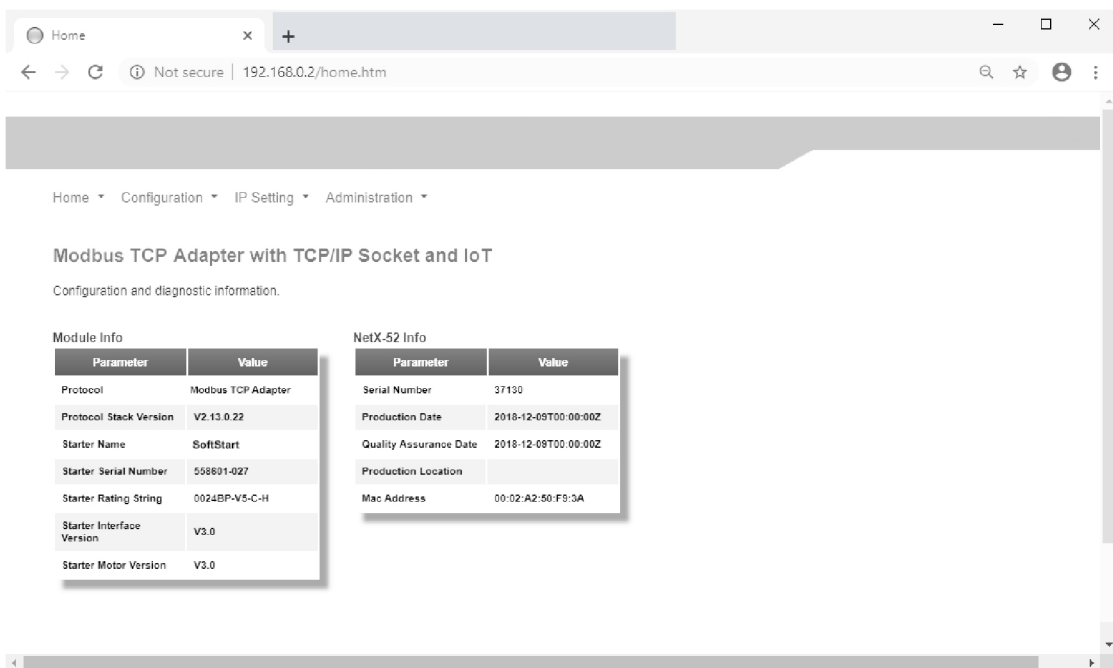 Home
Not secure | 192.168.0.2/home.htm
Home Configuration IP Setting Administration
Modbus TCP Adapter with TCP/IP Socket and IoT
Configuration and diagnostic information.
Module Info
Parameter Value
Protocol Modbus TCP Adapter
Protocol Stack Version V2.13.0.22
Starter Name SoftStart
Starter Serial Number 558601-027
Starter Rating String 0024BP-V5-C-H
Starter Interface
Version V3.0
Starter Motor Version V3.0
NetX-52 Info
Parameter Value
Serial Number 37130
Production Date 2018-12-09T00:00:00Z
Quality Assurance Date 2018-12-09T00:00:00Z
Production Location
Mac Address 00:02:A2:50:F9:3A